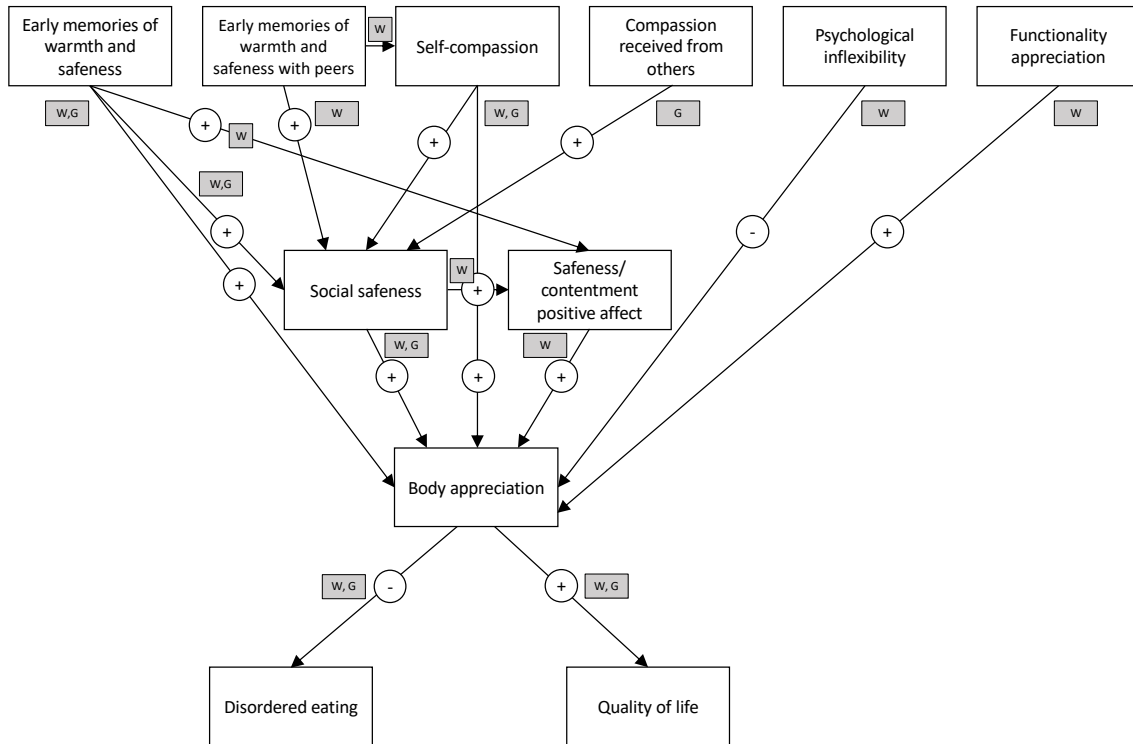 Early memories of
warmth and
safeness
Early memories of
warmth and
safeness with peers
W
Self-compassion
Compassion
received from
others
Psychological
inflexibility
Functionality
appreciation
W,G
+
W
+
W
+
W, G
+
G
W
W
W,G
+
+
-
+
Social safeness
W
+
Safeness/
contentment
positive affect
W, G
+
+
W
+
Body appreciation
W, G
-
+
W, G
Disordered eating
Quality of life